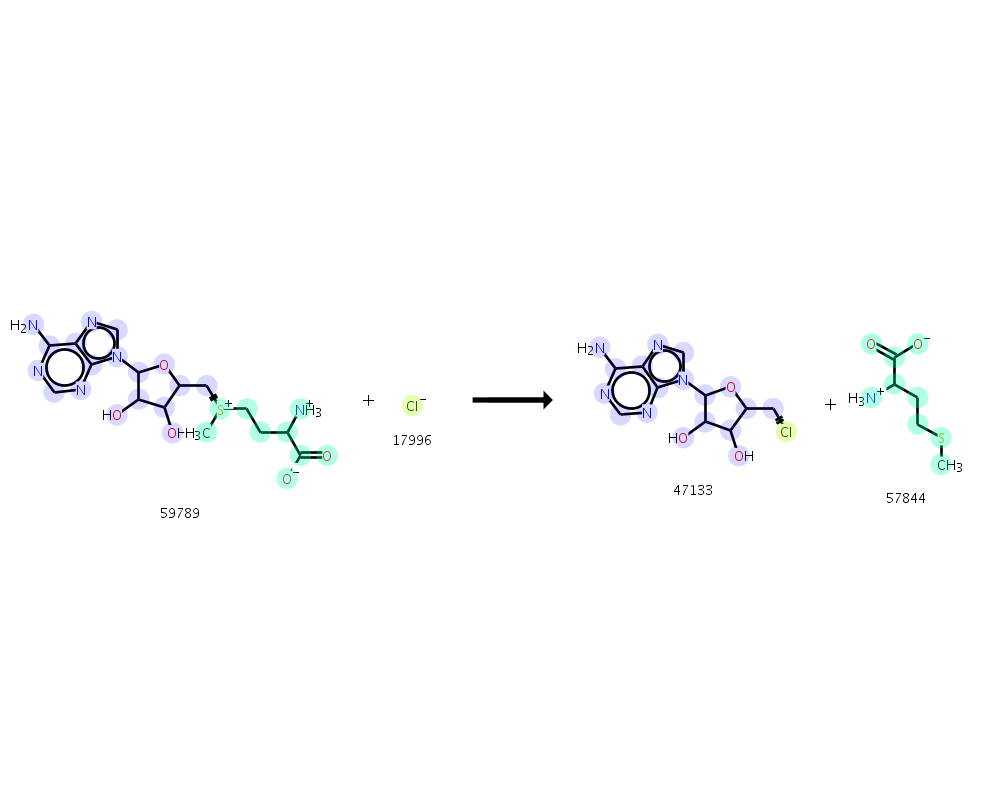 H2N N N N N O HO OH H3C S+ NH3+ O O−
59789
+
Cl−
17996
H2N N N N N O HO OH Cl
47133
+
O O− H3N+ S CH3
57844